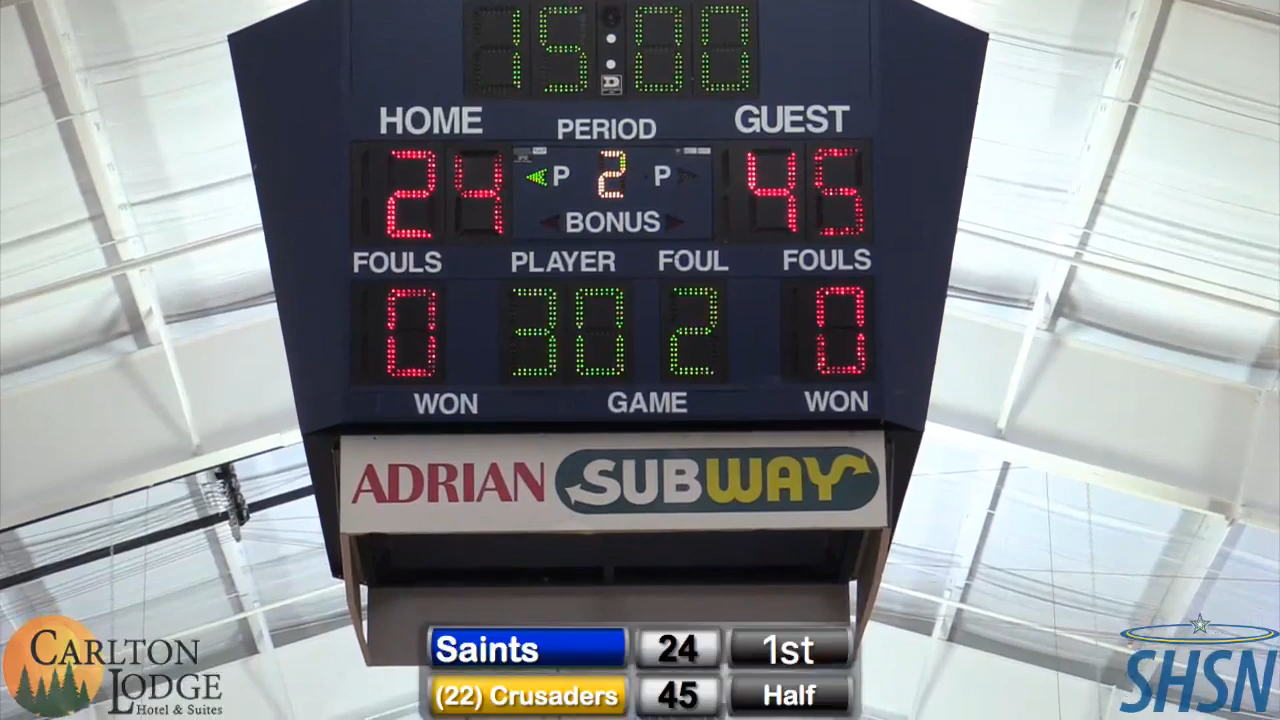 15:00
HOME PERIOD GUEST
24 P 2 P 45
BONUS
FOULS PLAYER FOUL FOULS
0 30 2 0
WON GAME WON
ADRIAN SUBWAY
Saints 24 1st
(22) Crusaders 45 Half
CARLTON
LODGE
Hotel & Suites
SHSN